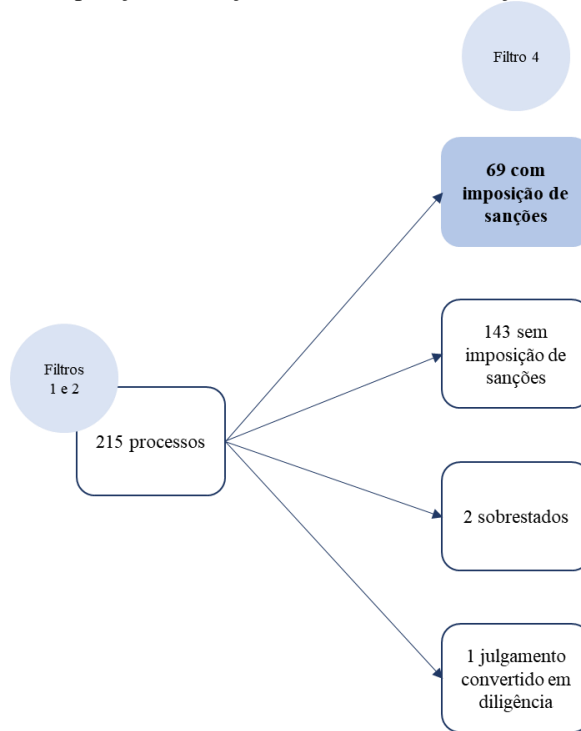 Filtro 4
69 com
imposição de
sanções
143 sem
imposição de
sanções
Filtros
1 e 2
215 processos
2 sobrestados
1 julgamento
convertido em
diligência